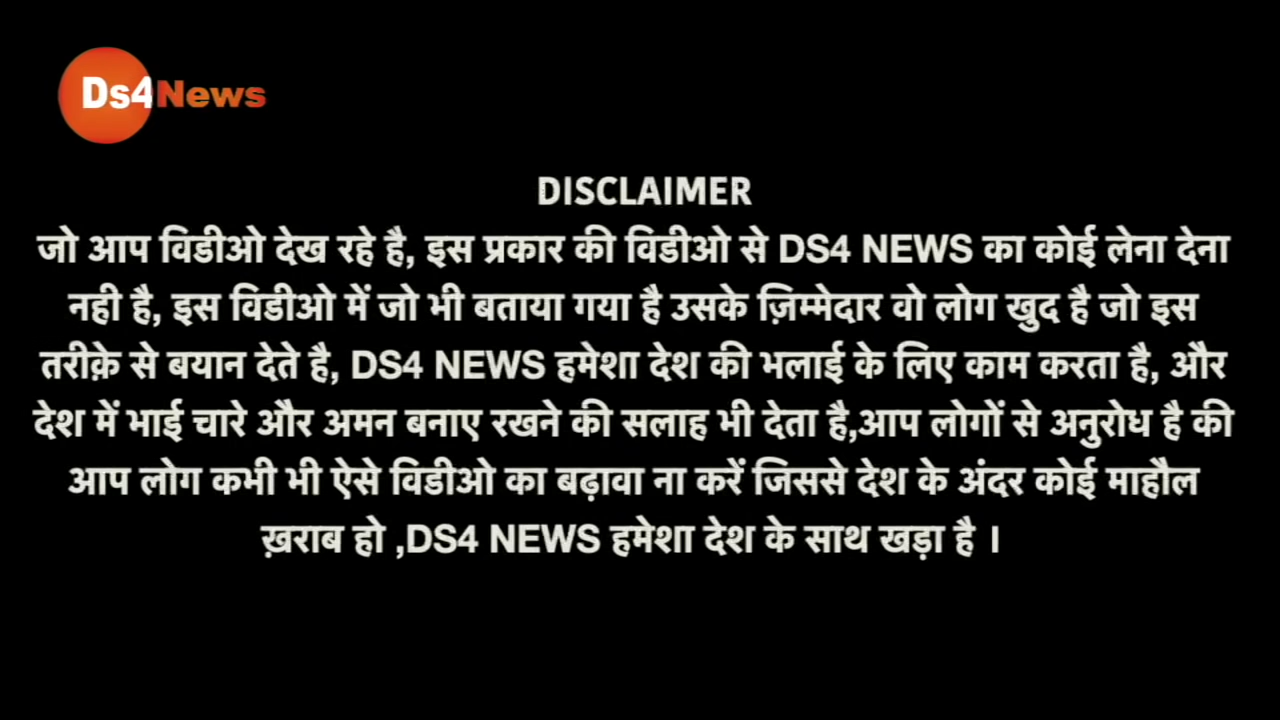 Ds4News
DISCLAIMER
जो आप विडीओ देख रहे है, इस प्रकार की विडीओ से DS4 NEWS का कोई लेना देना
नही है, इस विडीओ में जो भी बताया गया है उसके ज़िम्मेदार वो लोग खुद है जो इस
तरीक़े से बयान देते है, DS4 NEWS हमेशा देश की भलाई के लिए काम करता है, और
देश में भाई चारे और अमन बनाए रखने की सलाह भी देता है,आप लोगों से अनुरोध है की
आप लोग कभी भी ऐसे विडीओ का बढ़ावा ना करें जिससे देश के अंदर कोई माहौल
ख़राब हो ,DS4 NEWS हमेशा देश के साथ खड़ा है ।